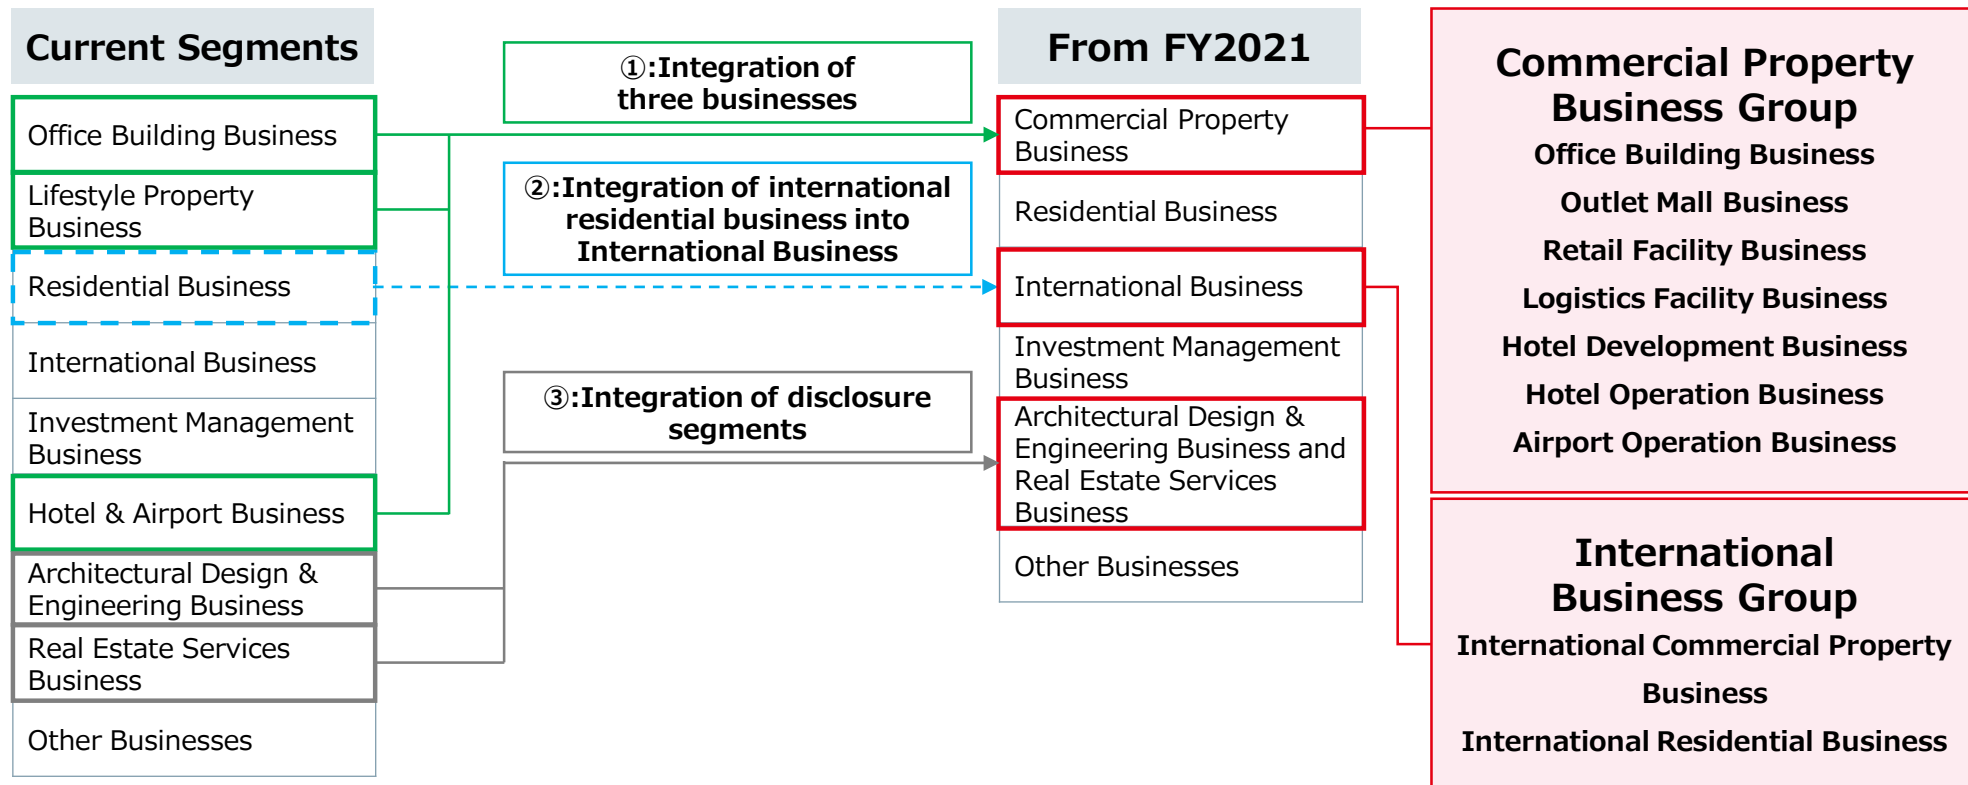 Current Segments
Office Building Business
Lifestyle Property
Business
Residential Business
International Business
Investment Management
Business
Hotel & Airport Business
Architectural Design &
Engineering Business
Real Estate Services
Business
Other Businesses
①:Integration of
three businesses
②:Integration of international
residential business into
International Business
③:Integration of disclosure
segments
From FY2021
Commercial Property
Business
Residential Business
International Business
Investment Management
Business
Architectural Design &
Engineering Business and
Real Estate Services
Business
Other Businesses
Commercial Property
Business Group
Office Building Business
Outlet Mall Business
Retail Facility Business
Logistics Facility Business
Hotel Development Business
Hotel Operation Business
Airport Operation Business
International
Business Group
International Commercial Property
Business
International Residential Business